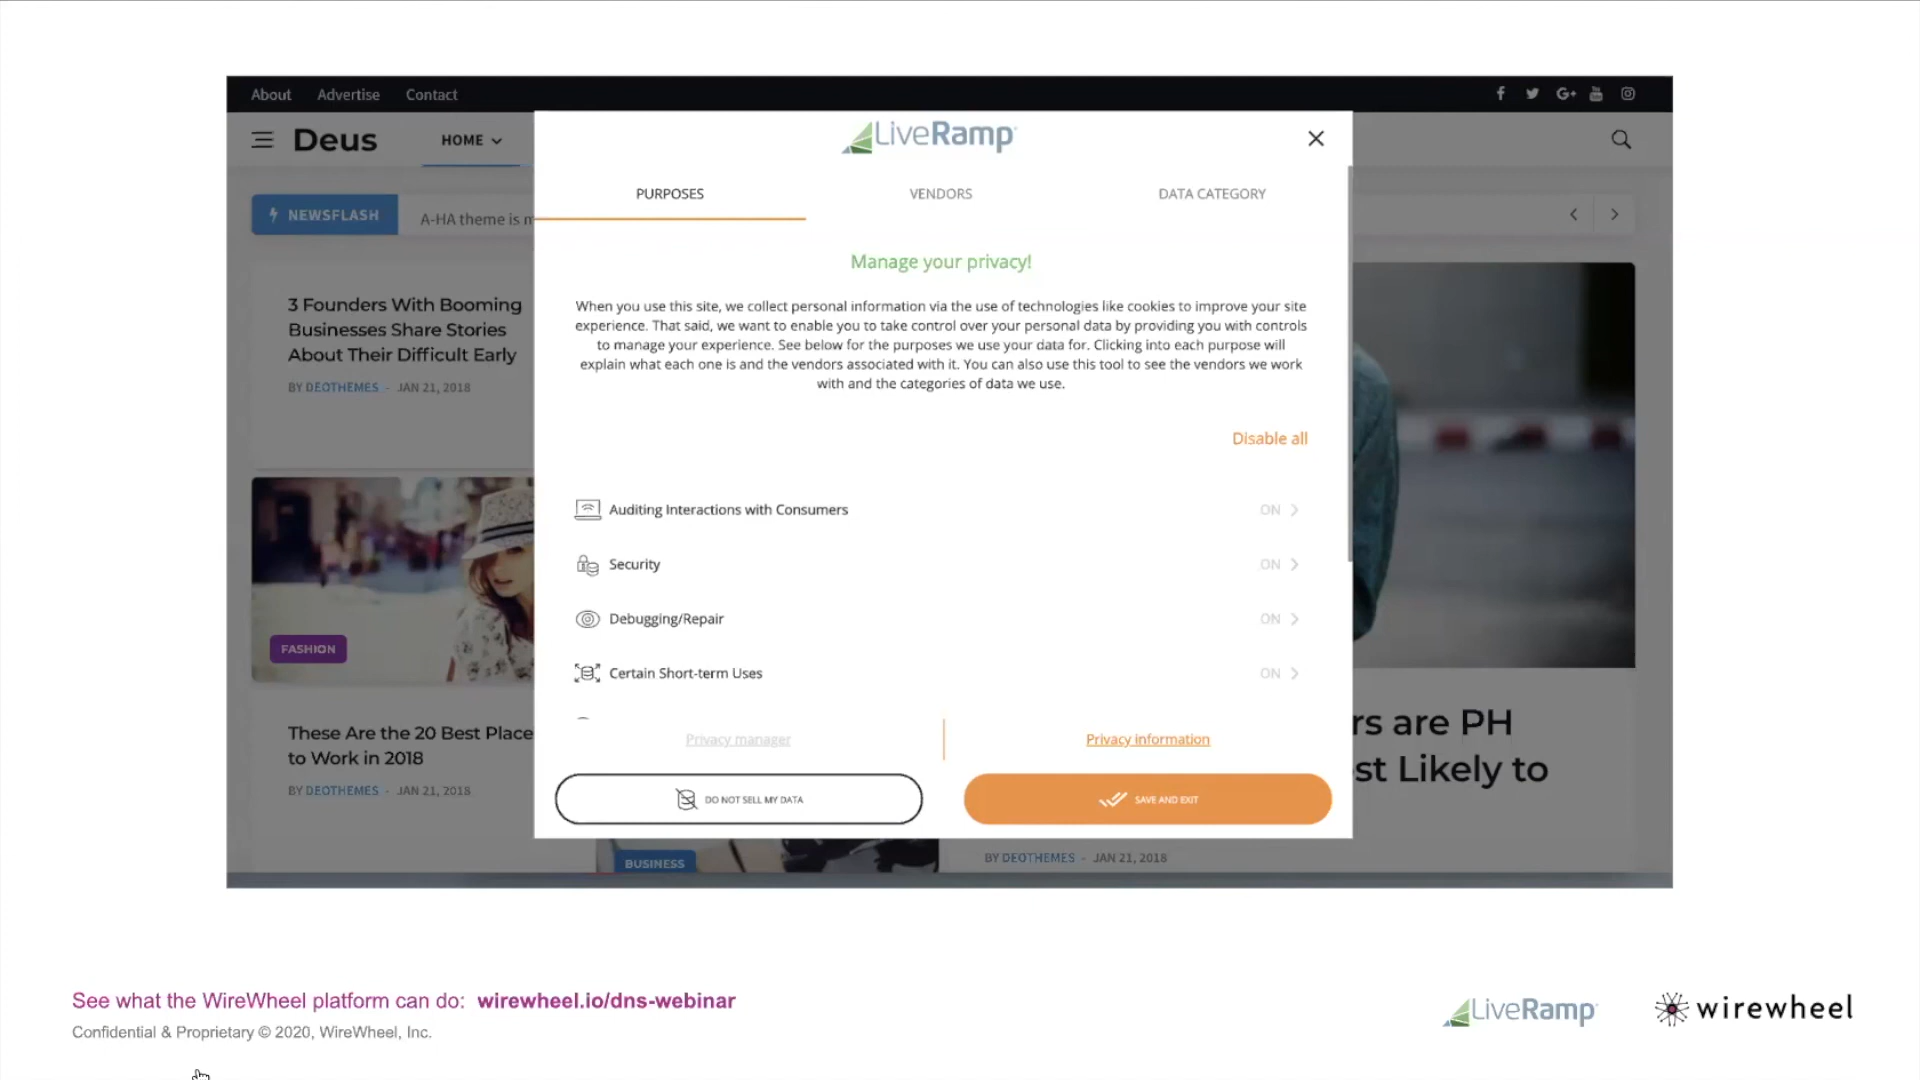 About Advertise Contact
Deus HOME
LiveRamp
PURPOSES VENDORS DATA CATEGORY
NEWSFLASH A-HA theme is
Manage your privacy!
When you use this site, we collect personal information via the use of technologies like cookies to improve your site
experience. That said, we want to enable you to take control over your personal data by providing you with controls
to manage your experience. See below for the purposes we use your data for. Clicking into each purpose will
explain what each one is and the vendors associated with it. You can also use this tool to see the vendors we work
with and the categories of data we use.
Disable all
3 Founders With Booming
Businesses Share Stories
About Their Difficult Early
BY DEOTHEMES - JAN 21, 2018
Auditing Interactions with Consumers ON
Security ON
Debugging/Repair ON
Certain Short-term Uses ON
FASHION
These Are the 20 Best Place
to Work in 2018
BY DEOTHEMES - JAN 21, 2018
Privacy manager Privacy information
DO NOT SELL MY DATA SAVE AND EXIT
rs are PH
st Likely to
BUSINESS
BY DEOTHEMES - JAN 21, 2018
See what the WireWheel platform can do: wirewheel.io/dns-webinar
Confidential & Proprietary © 2020, WireWheel, Inc.
LiveRamp
wirewheel